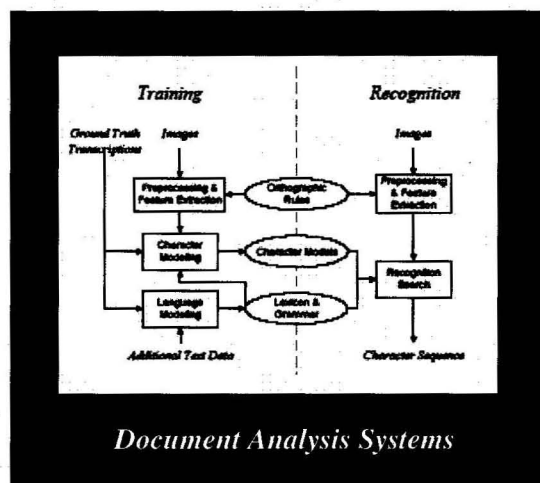 Training
Recognition
Ground Truth
Transcriptions
Images
Images
Preprocessing &
Feature Extraction
Orthographic
Rules
Preprocessing
& Feature
Extraction
Character
Modeling
Character Models
Recognition
Search
Language
Modeling
Lexicon &
Grammar
Additional Text Data
Character Sequence
Document Analysis Systems